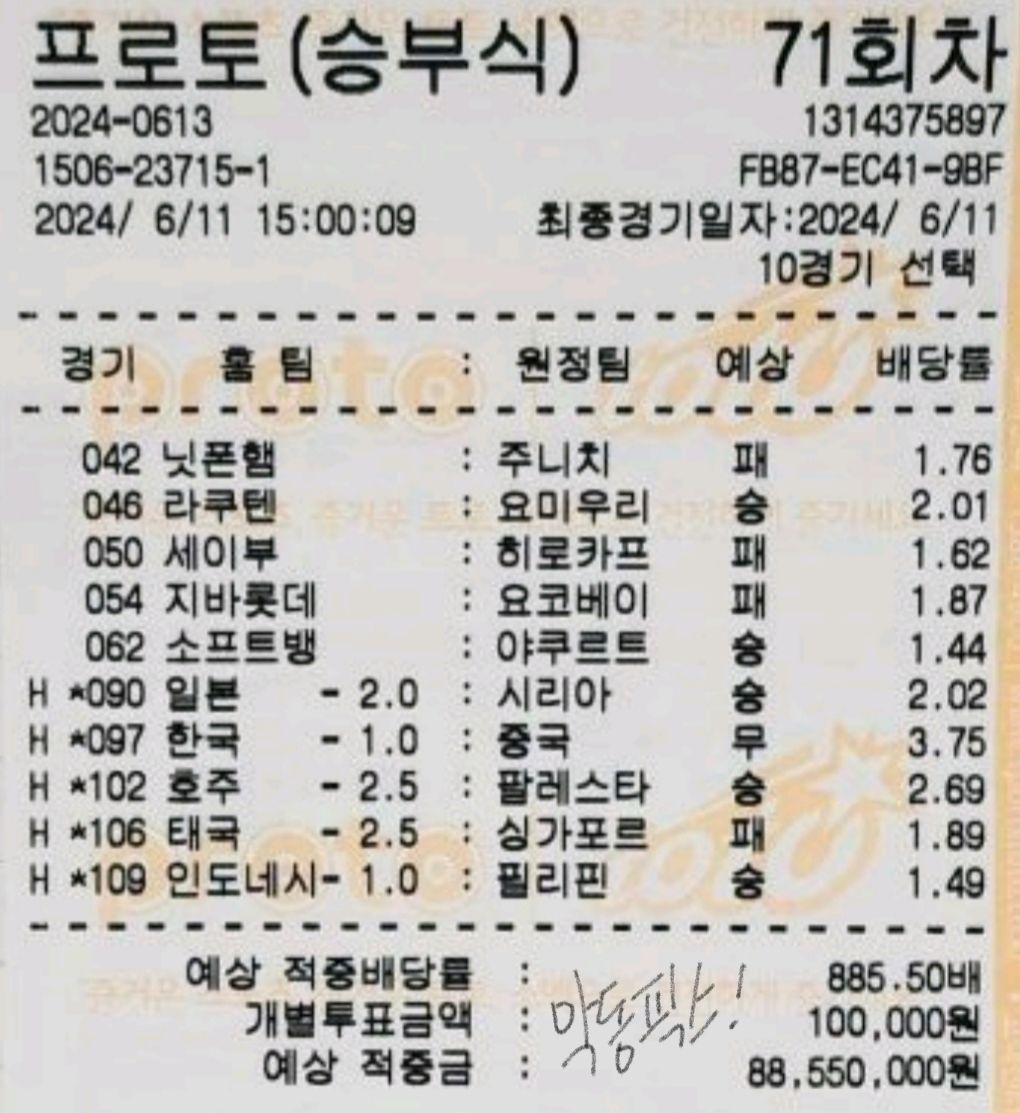 프로토(승부식) 71회차
2024-0613 1314375897
1506-23715-1 FB87-EC41-9BF
2024/ 6/11 15:00:09 최종경기일자:2024/ 6/11
10경기 선택
경기 홈 팀 : 원정팀 예상 배당률
042 닛폰햄 : 주니치 패 1.76
046 라쿠텐 : 요미우리 승 2.01
050 세이부 : 히로카프 패 1.62
054 지바롯데 : 요코베이 패 1.87
062 소프트뱅 : 야쿠르트 승 1.44
H *090 일본 - 2.0 : 시리아 승 2.02
H *097 한국 - 1.0 : 중국 무 3.75
H *102 호주 - 2.5 : 팔레스타 승 2.69
H *106 태국 - 2.5 : 싱가포르 패 1.89
H *109 인도네시- 1.0 : 필리핀 승 1.49
예상 적중배당률 : 885.50배
개별투표금액 : 100,000원
예상 적중금 : 88,550,000원
막동픽스!
proto
proto